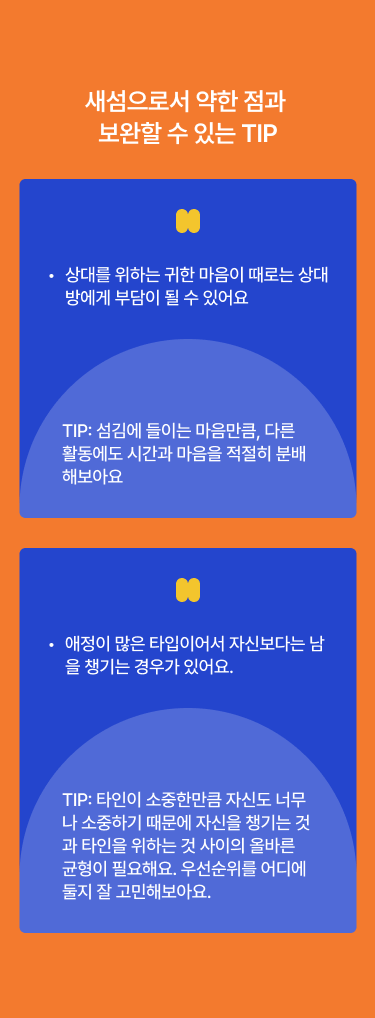 새섬으로서 약한 점과
보완할 수 있는 TIP
• 상대를 위하는 귀한 마음이 때로는 상대
방에게 부담이 될 수 있어요
TIP: 섬김에 들이는 마음만큼, 다른
활동에도 시간과 마음을 적절히 분배
해보아요
• 애정이 많은 타입이어서 자신보다는 남
을 챙기는 경우가 있어요.
TIP: 타인이 소중한만큼 자신도 너무
나 소중하기 때문에 자신을 챙기는 것
과 타인을 위하는 것 사이의 올바른
균형이 필요해요. 우선순위를 어디에
둘지 잘 고민해보아요.